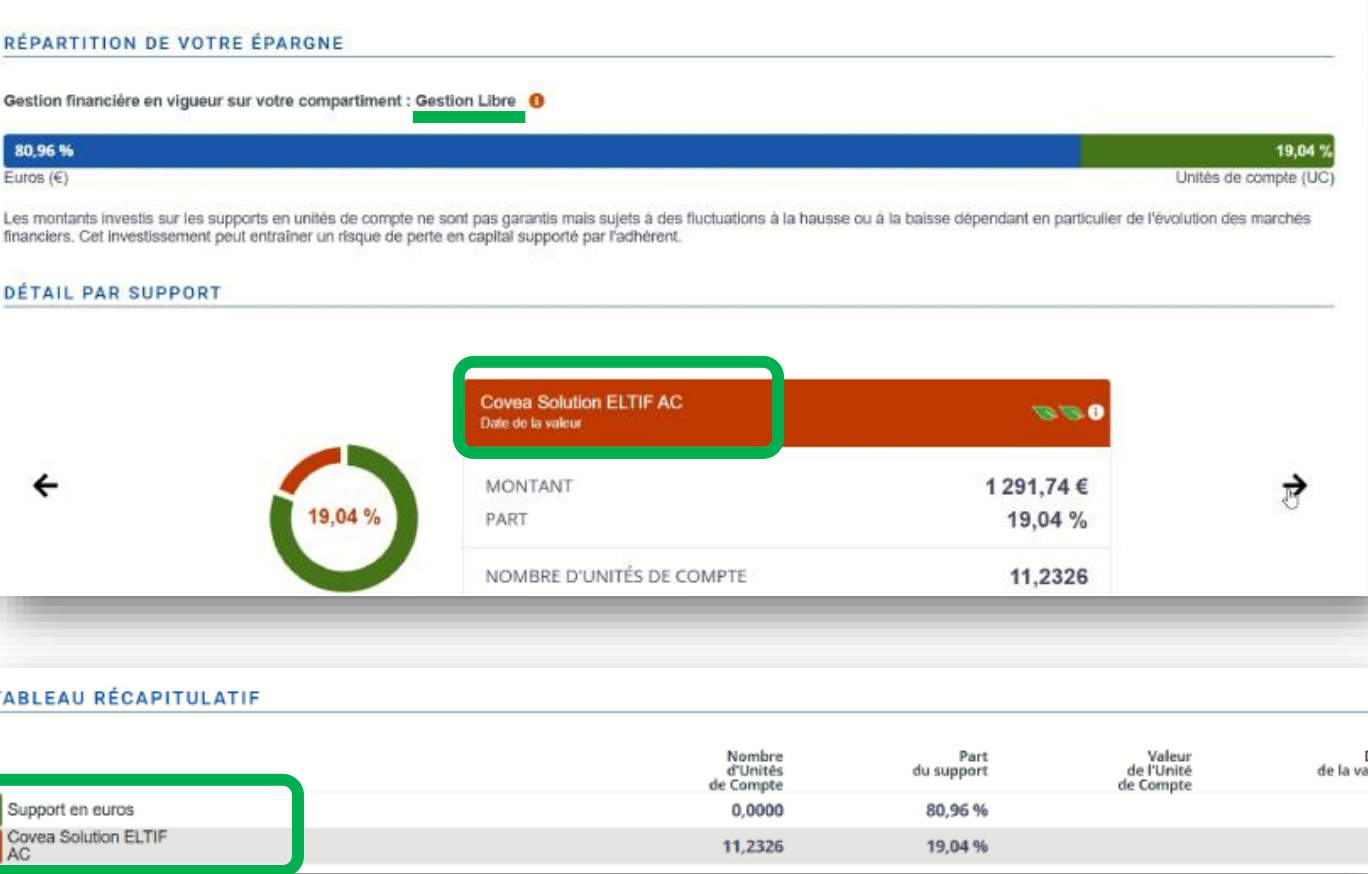 RÉPARTITION DE VOTRE ÉPARGNE
Gestion financière en vigueur sur votre compartiment : Gestion Libre
80,96 % 19,04 %
Euros (€) Unités de compte (UC)
Les montants investis sur les supports en unités de compte ne sont pas garantis mais sujets à des fluctuations à la hausse ou à la baisse dépendant en particulier de l'évolution des marchés
financiers. Cet investissement peut entraîner un risque de perte en capital supporté par l'adhérent.
DÉTAIL PAR SUPPORT
Covea Solution ELTIF AC
Date de la valeur
MONTANT 1 291,74 €
19,04 %
PART 19,04 %
NOMBRE D'UNITÉS DE COMPTE 11,2326
TABLEAU RÉCAPITULATIF
Nombre Part Valeur
d'Unités du support de l'Unité de la va
de Compte de Compte
Support en euros 0,0000 80,96 %
Covea Solution ELTIF
AC 11,2326 19,04 %